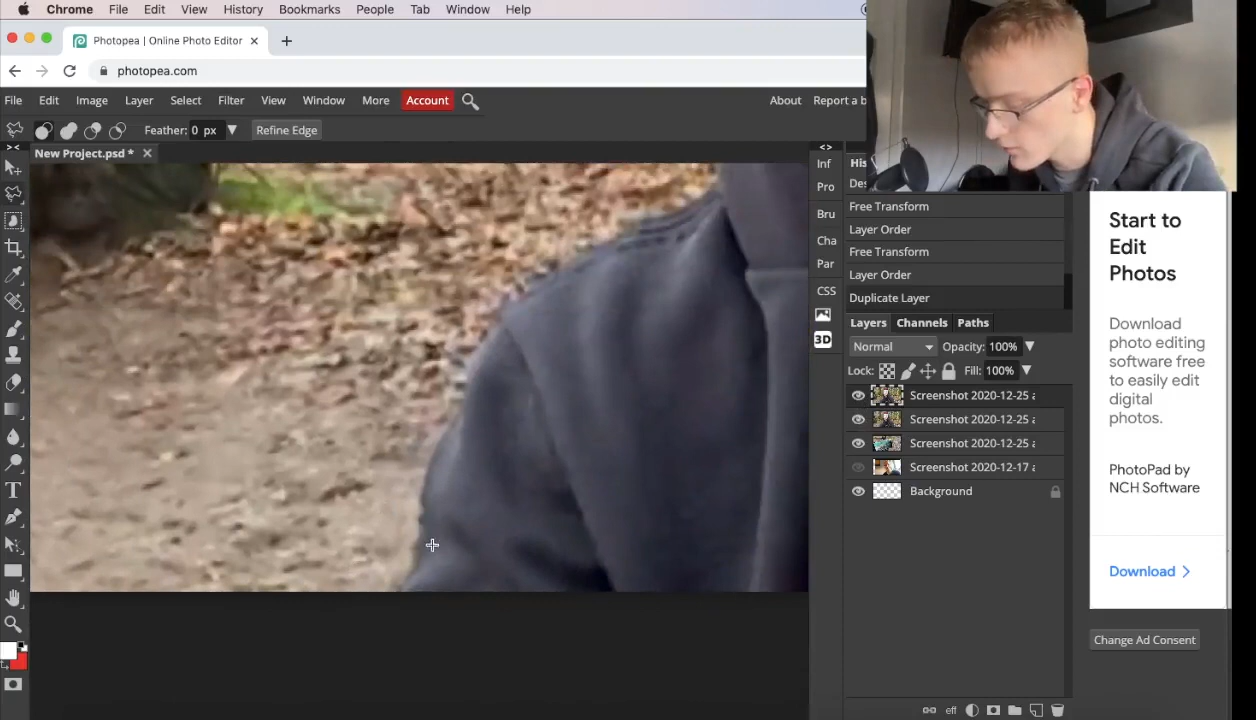 Chrome File Edit View History Bookmarks People Tab Window Help
Photopea | Online Photo Editor
photopea.com
File Edit Image Layer Select Filter View Window More Account About Report a b
Feather: 0 px Refine Edge
New Project.psd *
Inf
Pro
Bru
Cha
Par
CSS
3D
His
De
Free Transform
Layer Order
Free Transform
Layer Order
Duplicate Layer
Layers Channels Paths
Normal Opacity: 100%
Lock: Fill: 100%
Screenshot 2020-12-25 a
Screenshot 2020-12-25 a
Screenshot 2020-12-25 a
Screenshot 2020-12-17 a
Background
eff
Start to
Edit
Photos
Download
photo editing
software free
to easily edit
digital
photos.
PhotoPad by
NCH Software
Download
Change Ad Consent